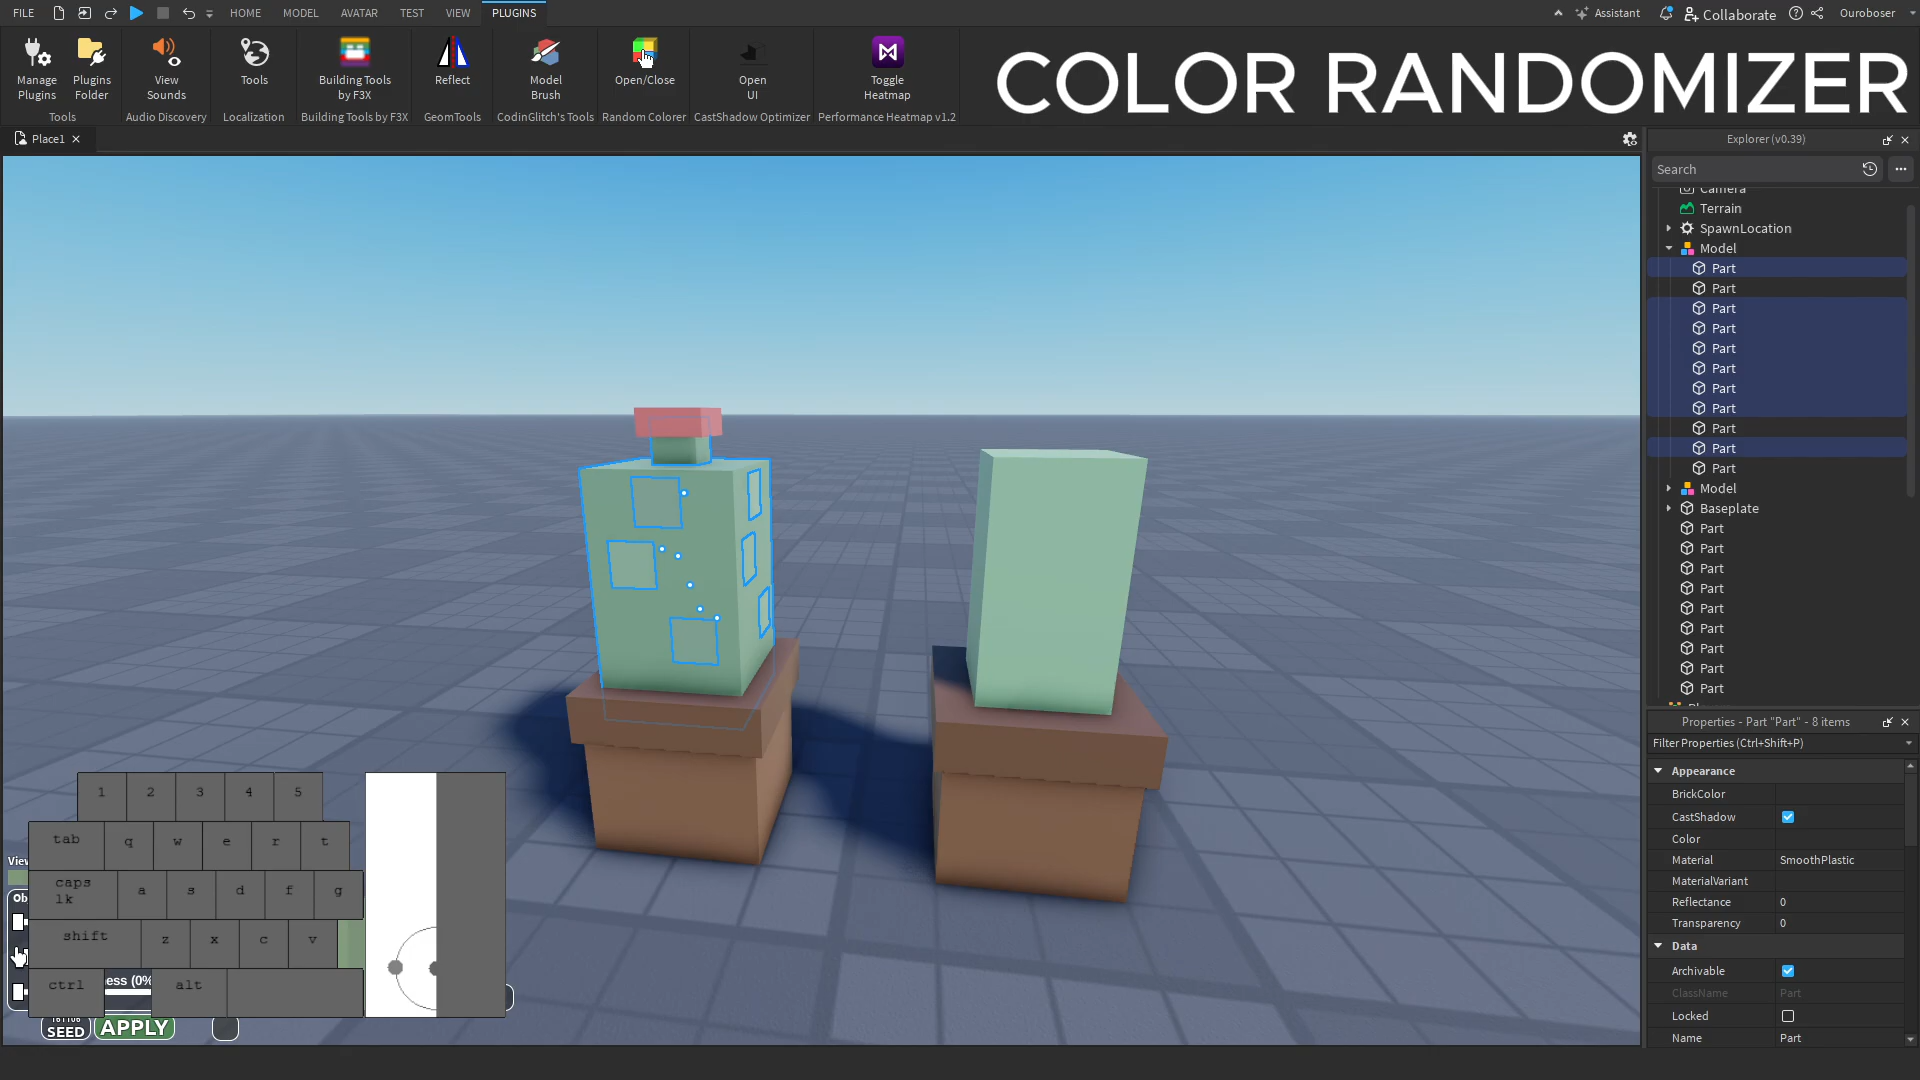 FILE
HOME
MODEL
AVATAR
TEST
VIEW
PLUGINS
Assistant
Collaborate
Ouroboser
Manage Plugins
Plugins Folder
View Sounds
Tools
Building Tools by F3X
Reflect
Model Brush
Open/Close
Open UI
Toggle Heatmap
Tools
Audio Discovery
Localization
Building Tools by F3X
GeomTools
CodinGlitch's Tools
Random Colorer
CastShadow Optimizer
Performance Heatmap v1.2
COLOR RANDOMIZER
Place1
Explorer (v0.39)
Search
Camera
Terrain
SpawnLocation
Model
Part
Part
Part
Part
Part
Part
Part
Part
Part
Part
Part
Model
Baseplate
Part
Part
Part
Part
Part
Part
Part
Part
Part
Properties - Part "Part" - 8 items
Filter Properties (Ctrl+Shift+P)
Appearance
BrickColor
CastShadow
Color
Material SmoothPlastic
MaterialVariant
Reflectance 0
Transparency 0
Data
Archivable
ClassName Part
Locked
Name Part
1 2 3 4 5
tab q w e r t
View
caps lk a s d f g
Ob
shift z x c v
ctrl
ess (0%
alt
SEED
APPLY